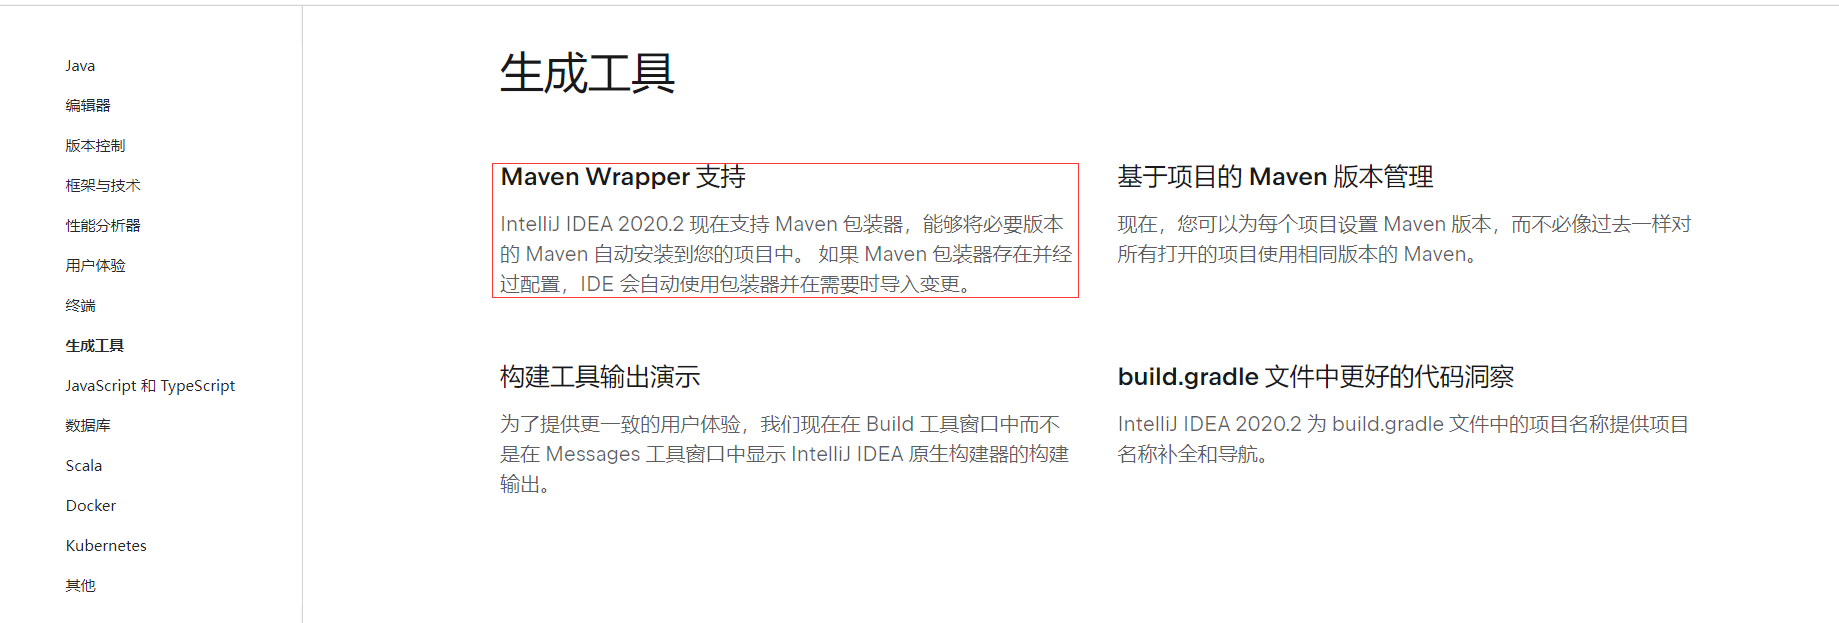 Java
编辑器
版本控制
框架与技术
性能分析器
用户体验
终端
生成工具
JavaScript 和 TypeScript
数据库
Scala
Docker
Kubernetes
其他
生成工具
Maven Wrapper 支持
IntelliJ IDEA 2020.2 现在支持 Maven 包装器，能够将必要版本
的 Maven 自动安装到您的项目中。 如果 Maven 包装器存在并经
过配置，IDE 会自动使用包装器并在需要时导入变更。
基于项目的 Maven 版本管理
现在，您可以为每个项目设置 Maven 版本，而不必像过去一样对
所有打开的项目使用相同版本的 Maven。
构建工具输出演示
为了提供更一致的用户体验，我们现在在 Build 工具窗口中而不
是在 Messages 工具窗口中显示 IntelliJ IDEA 原生构建器的构建
输出。
build.gradle 文件中更好的代码洞察
IntelliJ IDEA 2020.2 为 build.gradle 文件中的项目名称提供项目
名称补全和导航。